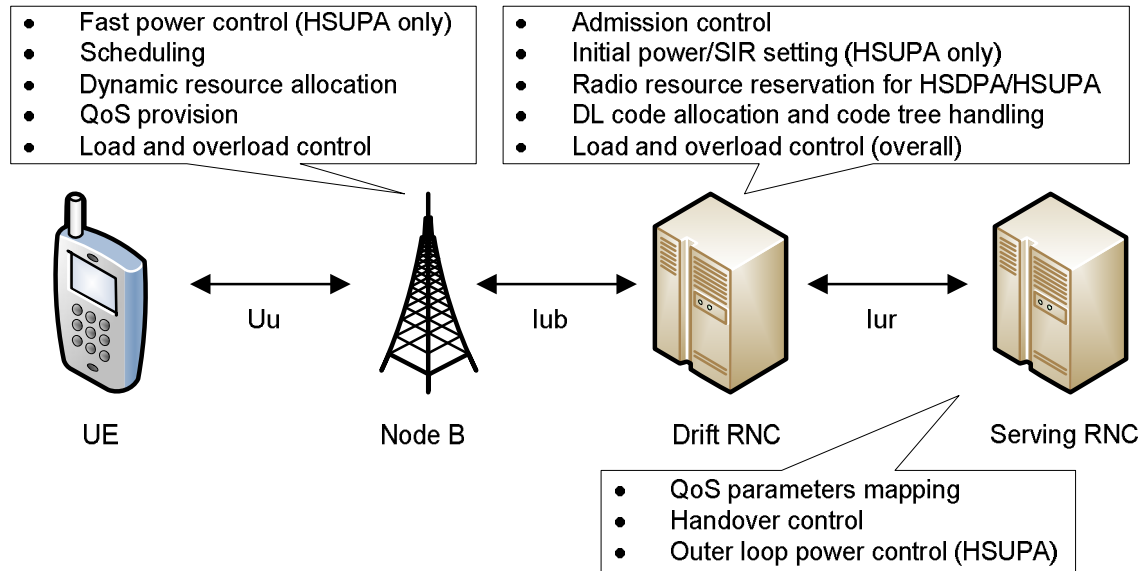 • Fast power control (HSUPA only)
• Scheduling
• Dynamic resource allocation
• QoS provision
• Load and overload control
• Admission control
• Initial power/SIR setting (HSUPA only)
• Radio resource reservation for HSDPA/HSUPA
• DL code allocation and code tree handling
• Load and overload control (overall)
Uu
Iub
Iur
UE
Node B
Drift RNC
Serving RNC
• QoS parameters mapping
• Handover control
• Outer loop power control (HSUPA)